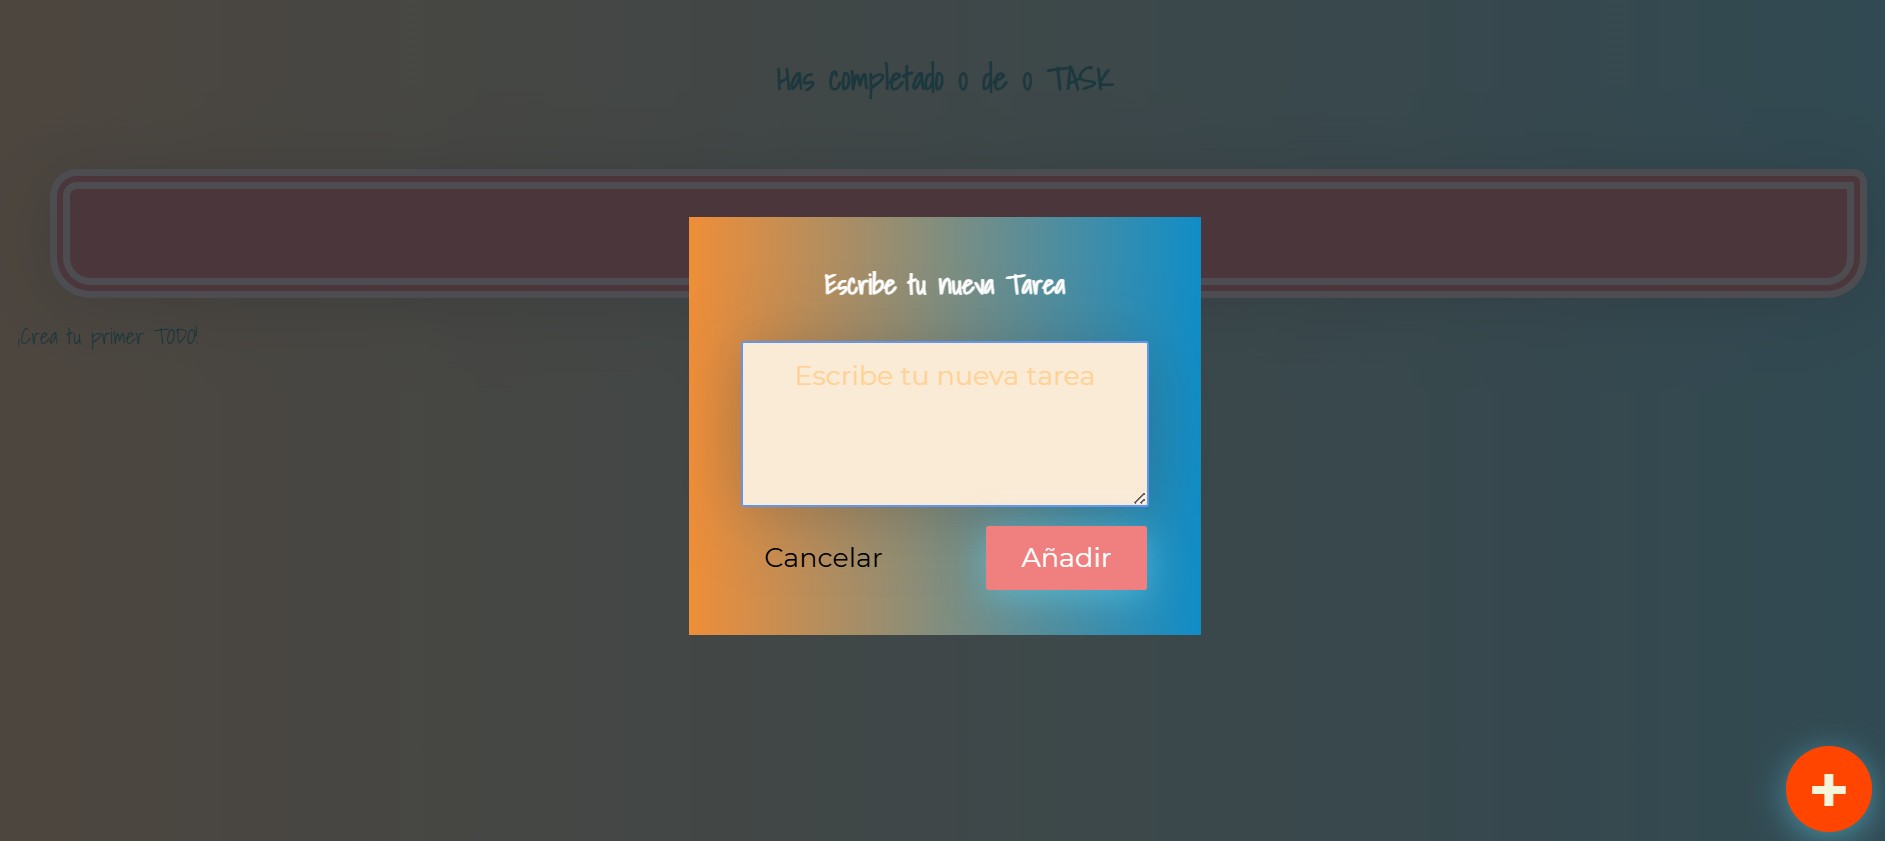 Has completado 0 de 0 TASK
¡Crea tu primer TODO!
Escribe tu nueva Tarea
Escribe tu nueva tarea
Cancelar
Añadir